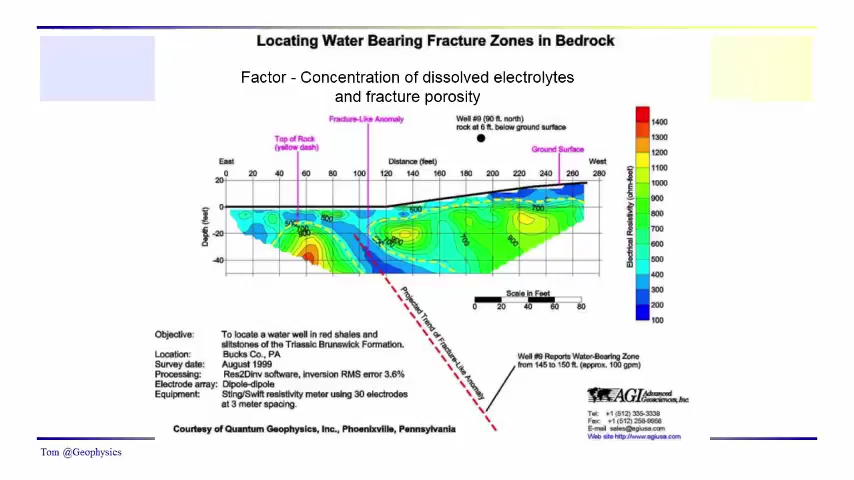 Locating Water Bearing Fracture Zones in Bedrock
Factor - Concentration of dissolved electrolytes
and fracture porosity
Fracture-Like Anomaly
Well #9 (90 ft. north)
rock at 6 ft. below ground surface
Top of Rock
(yellow dash)
Ground Surface
East
Distance (feet)
West
0 20 40 60 80 100 120 140 160 180 200 220 240 260 280
20
0
-20
-40
Depth (feet)
500
500
700
900
500
700
700
900
1400
1300
1200
1100
1000
900
800
700
600
500
400
300
200
100
Electrical Resistivity (ohm-feet)
Scale in Feet
0 20 40 60 80
Projected Trend of Fracture-Like Anomaly
Objective: To locate a water well in red shales and
siltstones of the Triassic Brunswick Formation.
Location: Bucks Co., PA
Survey date: August 1999
Processing: Res2Dinv software, inversion RMS error 3.6%
Electrode array: Dipole-dipole
Equipment: Sting/Swift resistivity meter using 30 electrodes
at 3 meter spacing.
Well #9 Reports Water-Bearing Zone
from 145 to 150 ft. (approx. 100 gpm)
AGI Advanced
Geosciences, Inc.
Tel: +1 (512) 335-3338
Fax: +1 (512) 258-9958
E-mail sales@agiusa.com
Web site http://www.agiusa.com
Courtesy of Quantum Geophysics, Inc., Phoenixville, Pennsylvania
Tom @Geophysics